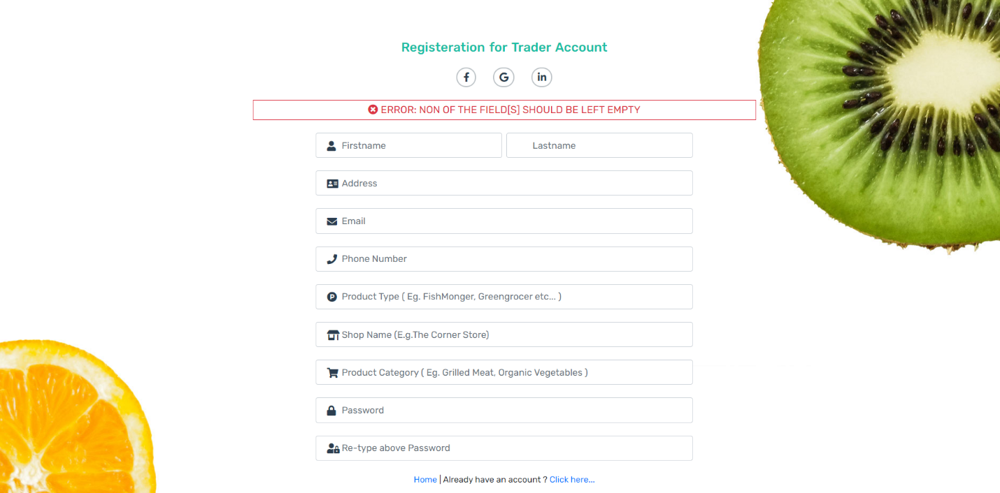 Registeration for Trader Account
f G in
ERROR: NON OF THE FIELD[S] SHOULD BE LEFT EMPTY
Firstname Lastname
Address
Email
Phone Number
P Product Type ( Eg. FishMonger, Greengrocer etc... )
Shop Name (E.g.The Corner Store)
Product Category ( Eg. Grilled Meat, Organic Vegetables )
Password
Re-type above Password
Home | Already have an account ? Click here...